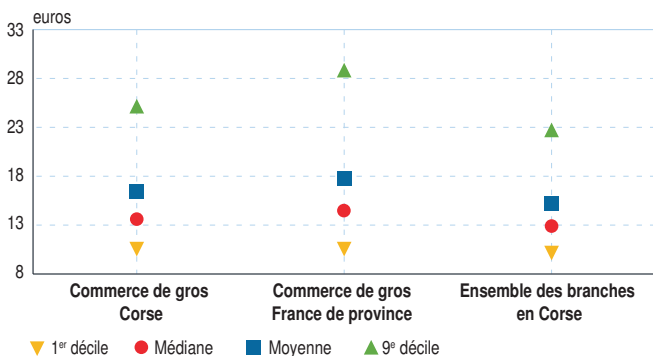 euros
33
28
23
18
13
8
Commerce de gros
Corse
Commerce de gros
France de province
Ensemble des branches
en Corse
1er décile
Médiane
Moyenne
9e décile